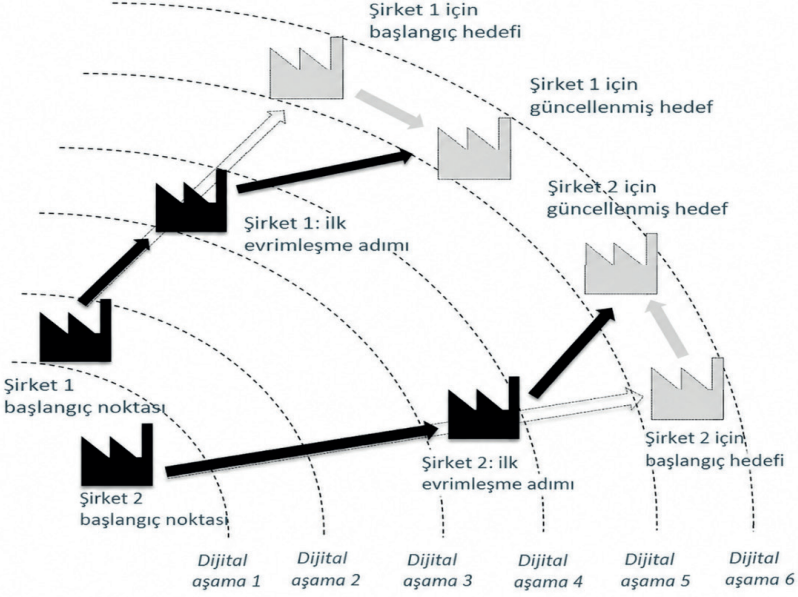 Şirket 1 için
başlangıç hedefi
Şirket 1 için
güncellenmiş hedef
Şirket 2 için
güncellenmiş hedef
Şirket 1: ilk
evrimleşme adımı
Şirket 1
başlangıç noktası
Şirket 2: ilk
evrimleşme adımı
Şirket 2 için
başlangıç hedefi
Şirket 2
başlangıç noktası
Dijital
aşama 1
Dijital
aşama 2
Dijital
aşama 3
Dijital
aşama 4
Dijital
aşama 5
Dijital
aşama 6